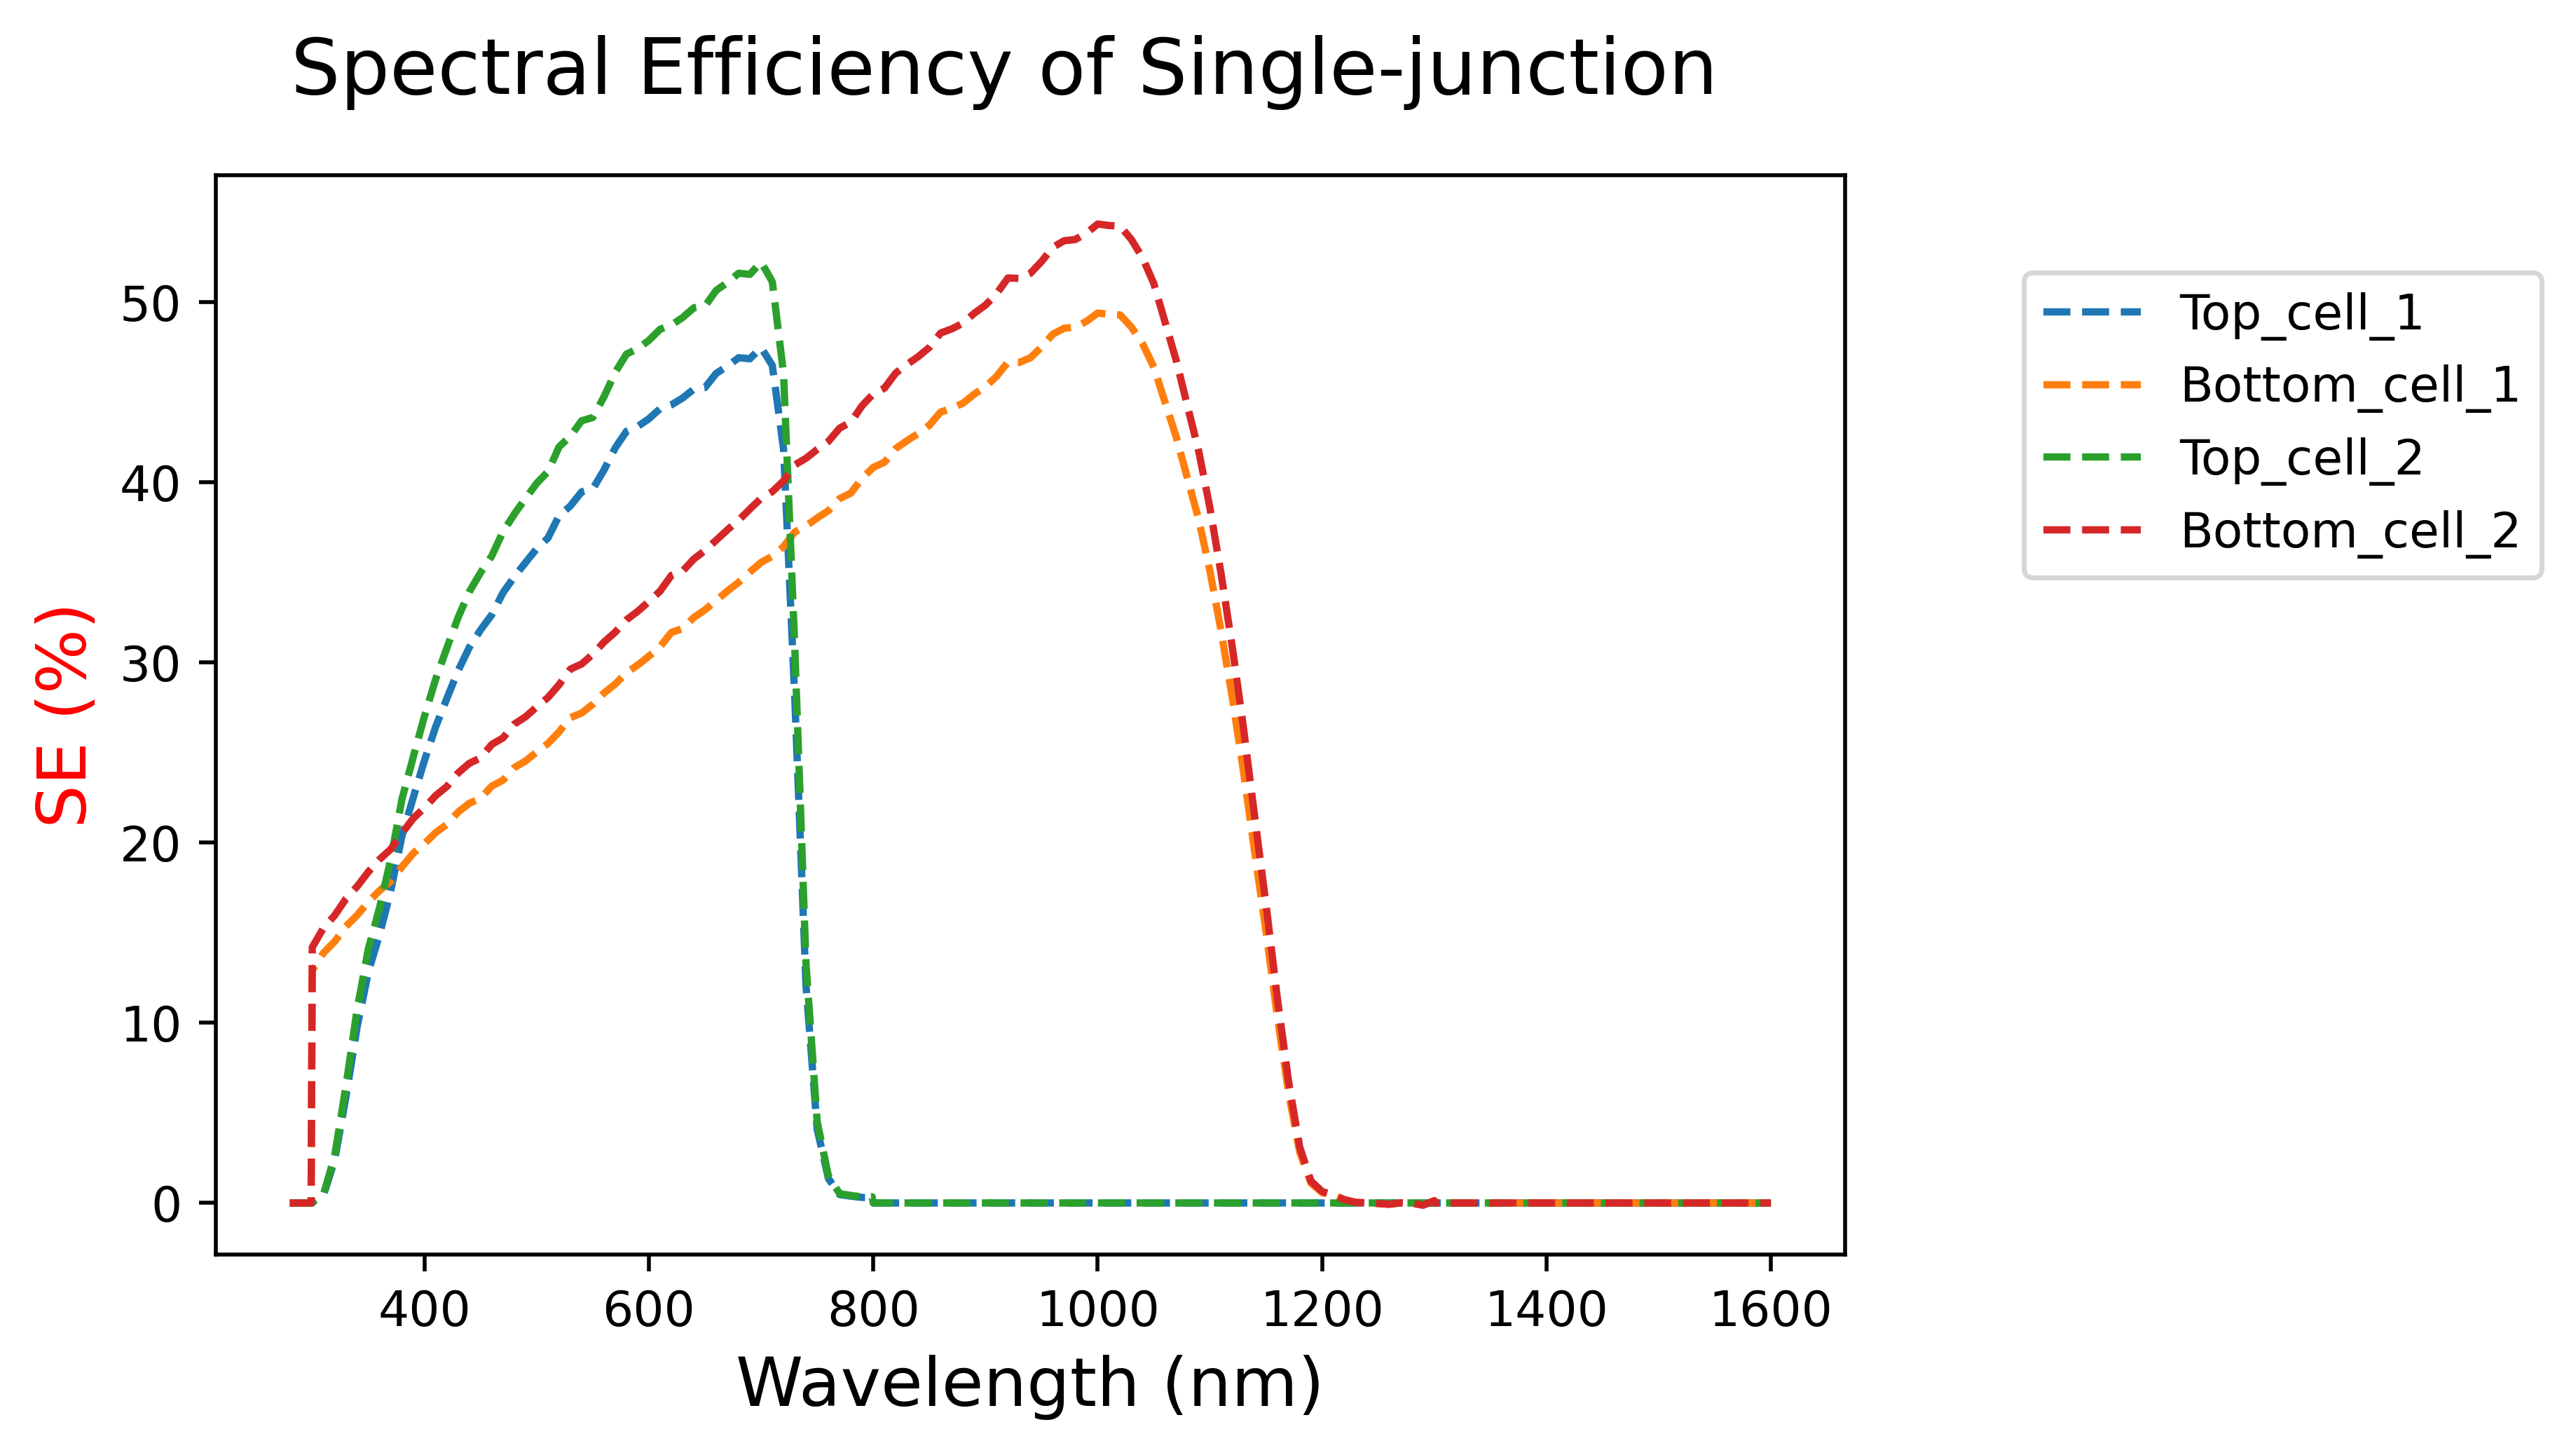 Spectral Efficiency of Single-junction
SE (%)
50
40
30
20
10
0
400 600 800 1000 1200 1400 1600
Wavelength (nm)
Top_cell_1
Bottom_cell_1
Top_cell_2
Bottom_cell_2